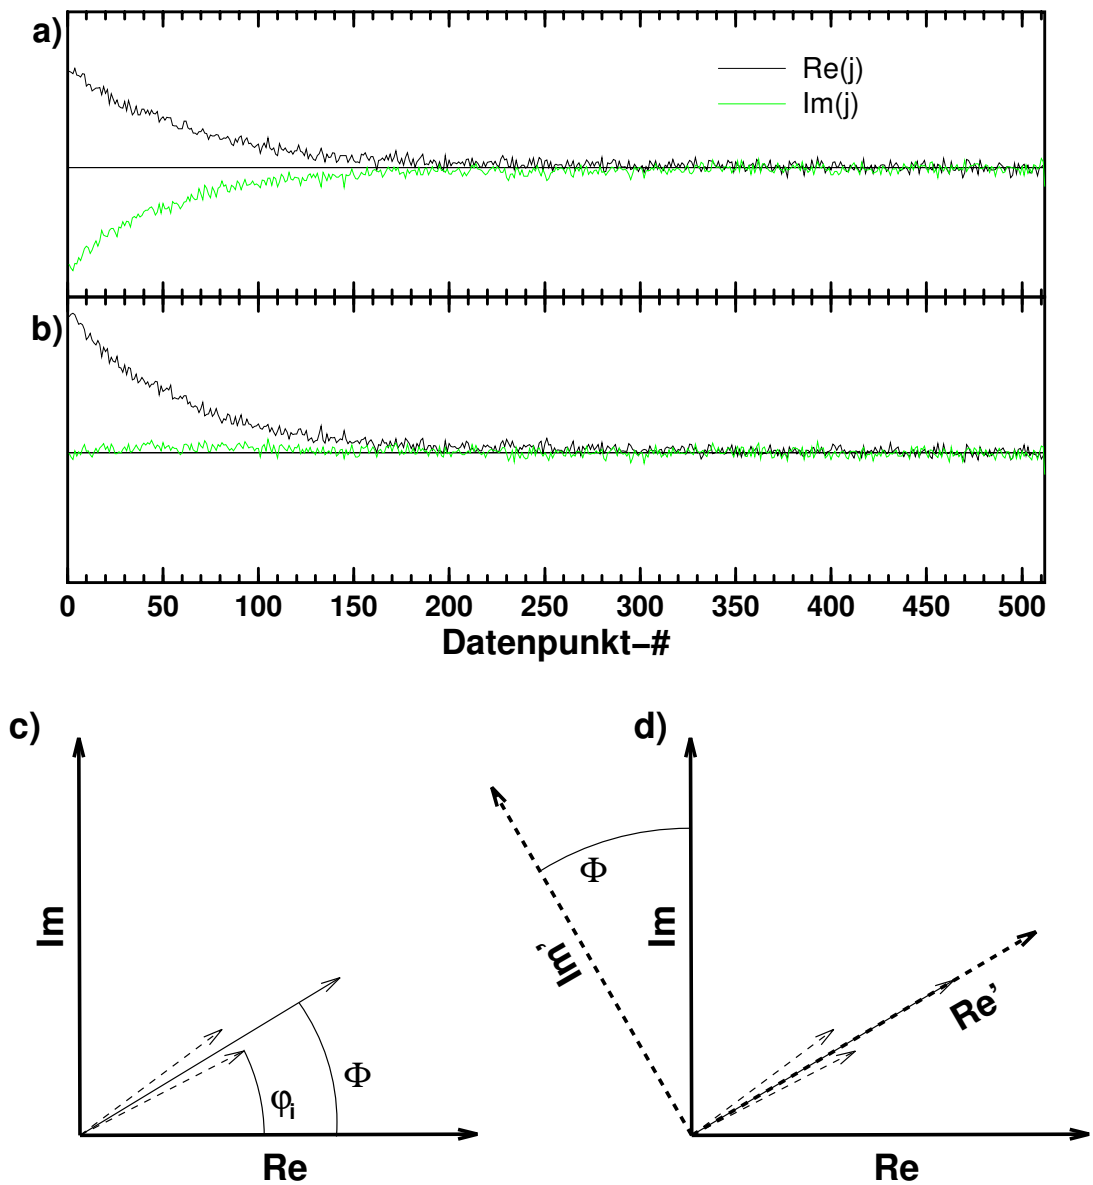 a)
Re(j)
Im(j)
b)
0 50 100 150 200 250 300 350 400 450 500
Datenpunkt–#
c)
Im
φi
Φ
Re
d)
Φ
Im'
Im
Re'
Re